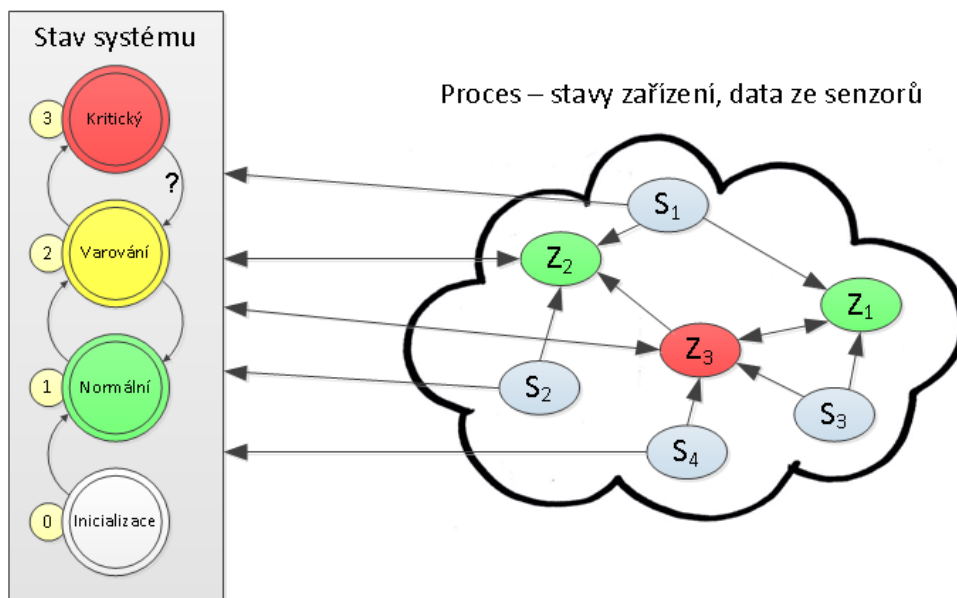 Stav systému
3
Kritický
?
2
Varování
1
Normální
0
Inicializace
Proces – stavy zařízení, data ze senzorů
S1
Z2
Z1
Z3
S2
S3
S4